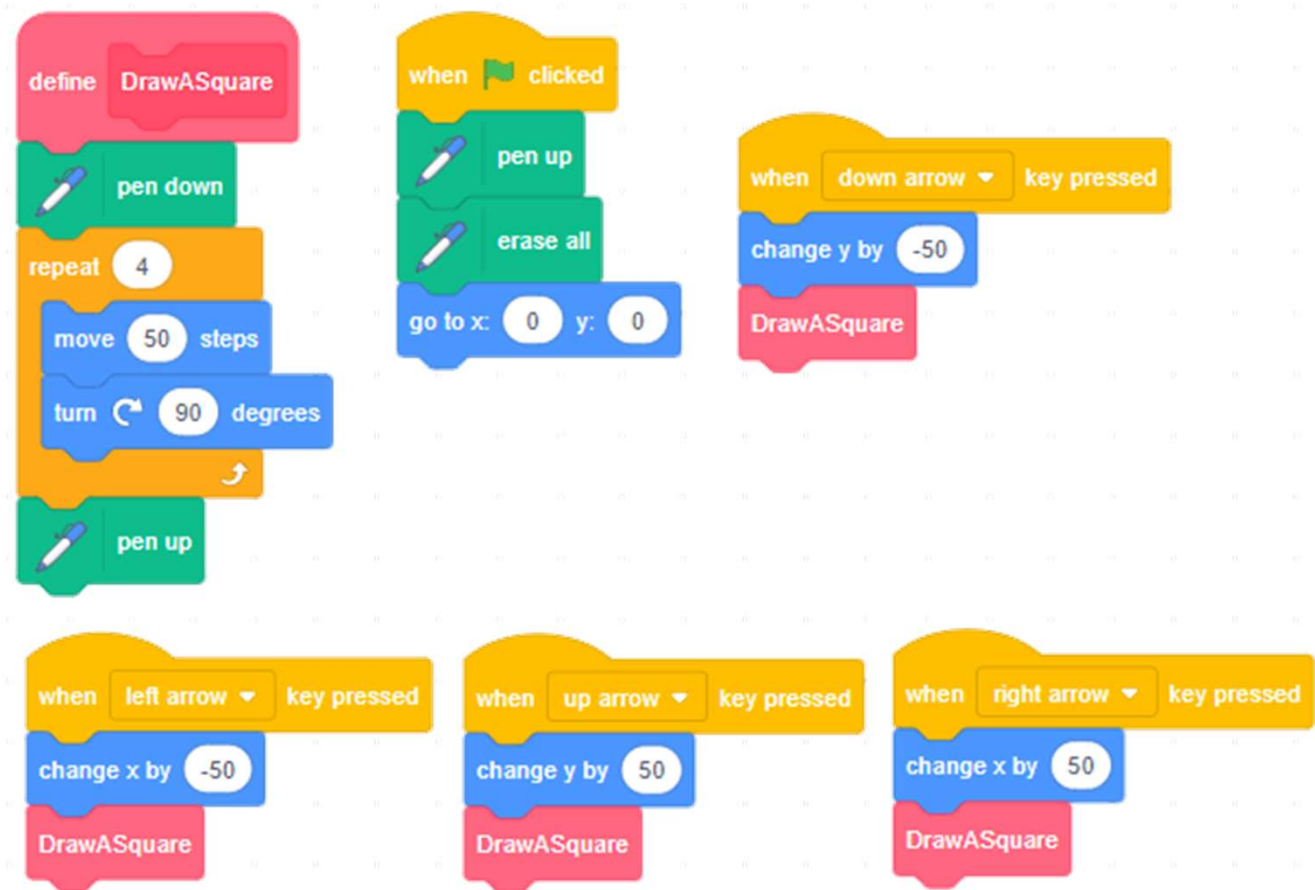 define DrawASquare
pen down
repeat 4
move 50 steps
turn 90 degrees
pen up
when clicked
pen up
erase all
go to x: 0 y: 0
when down arrow key pressed
change y by -50
DrawASquare
when left arrow key pressed
change x by -50
DrawASquare
when up arrow key pressed
change y by 50
DrawASquare
when right arrow key pressed
change x by 50
DrawASquare